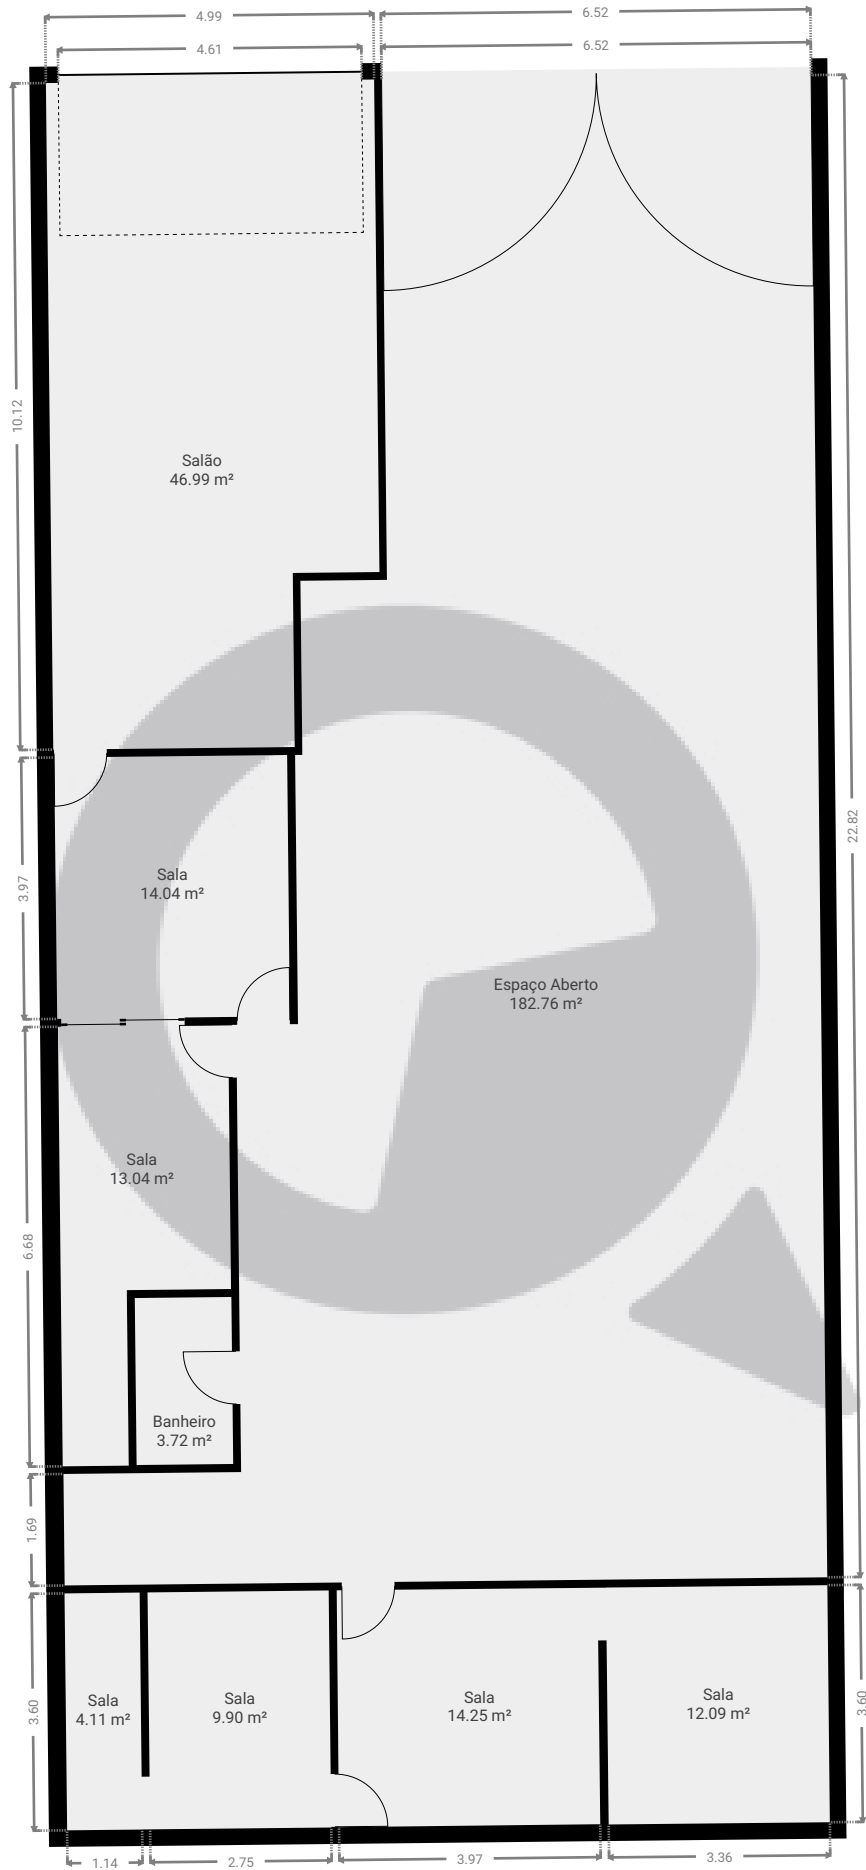 4.99
6.52
4.61
6.52
10.12
Salão
46.99 m²
22.82
3.97
Sala
14.04 m²
Espaço Aberto
182.76 m²
Sala
13.04 m²
6.68
Banheiro
3.72 m²
1.69
3.60
Sala
4.11 m²
Sala
9.90 m²
Sala
14.25 m²
Sala
12.09 m²
3.60
1.14
2.75
3.97
3.36